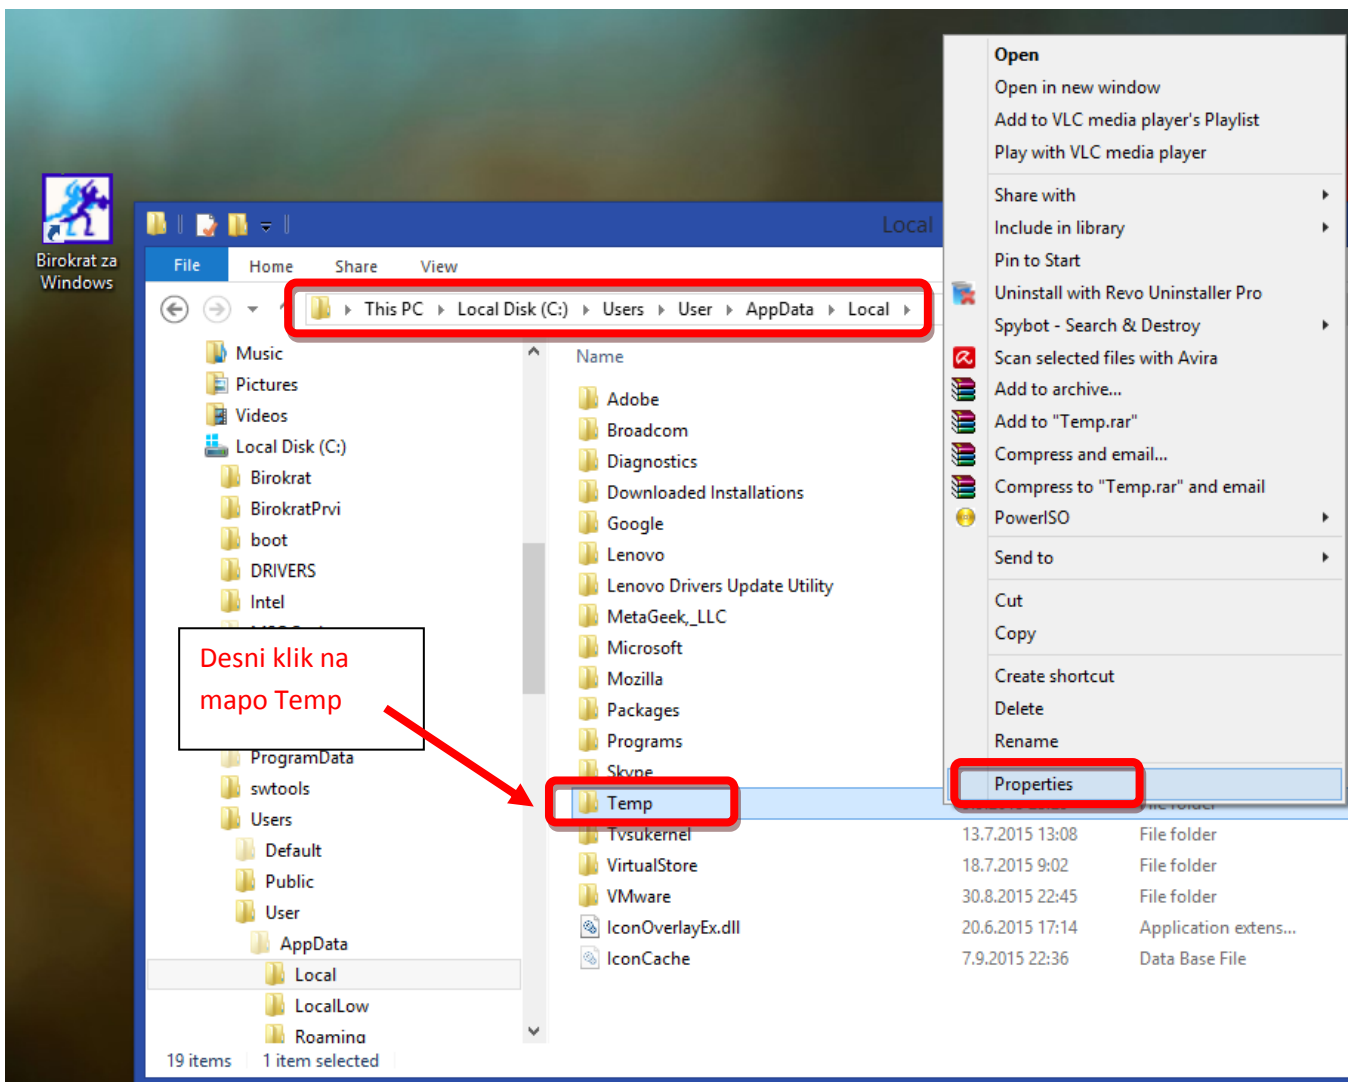 Birokrat za
Windows
Local
File Home Share View
This PC Local Disk (C:) Users User AppData Local
Music
Pictures
Videos
Local Disk (C:)
Birokrat
BirokratPrvi
boot
DRIVERS
Intel
Desni klik na
mapo Temp
ProgramData
swtools
Users
Default
Public
User
AppData
Local
LocalLow
Roaming
Name
Adobe
Broadcom
Diagnostics
Downloaded Installations
Google
Lenovo
Lenovo Drivers Update Utility
MetaGeek,_LLC
Microsoft
Mozilla
Packages
Programs
Skype
Temp
Tvsukernel 13.7.2015 13:08 File folder
VirtualStore 18.7.2015 9:02 File folder
VMware 30.8.2015 22:45 File folder
IconOverlayEx.dll 20.6.2015 17:14 Application extens...
IconCache 7.9.2015 22:36 Data Base File
19 items 1 item selected
Open
Open in new window
Add to VLC media player's Playlist
Play with VLC media player
Share with
Include in library
Pin to Start
Uninstall with Revo Uninstaller Pro
Spybot - Search & Destroy
Scan selected files with Avira
Add to archive...
Add to "Temp.rar"
Compress and email...
Compress to "Temp.rar" and email
PowerISO
Send to
Cut
Copy
Create shortcut
Delete
Rename
Properties